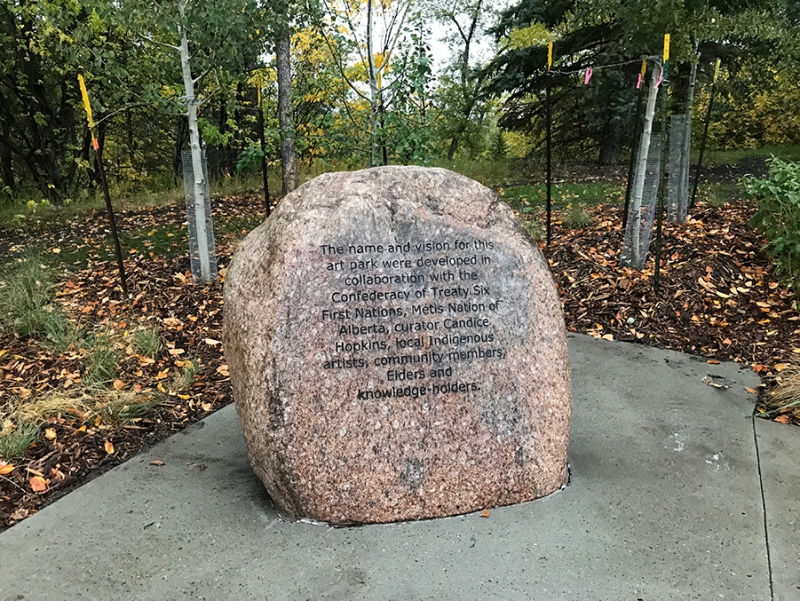 The name and vision for this
art park were developed in
collaboration with the
Confederacy of Treaty Six
First Nations, Métis Nation of
Alberta, curator Candice
Hopkins, local Indigenous
artists, community members,
Elders and
knowledge-holders.